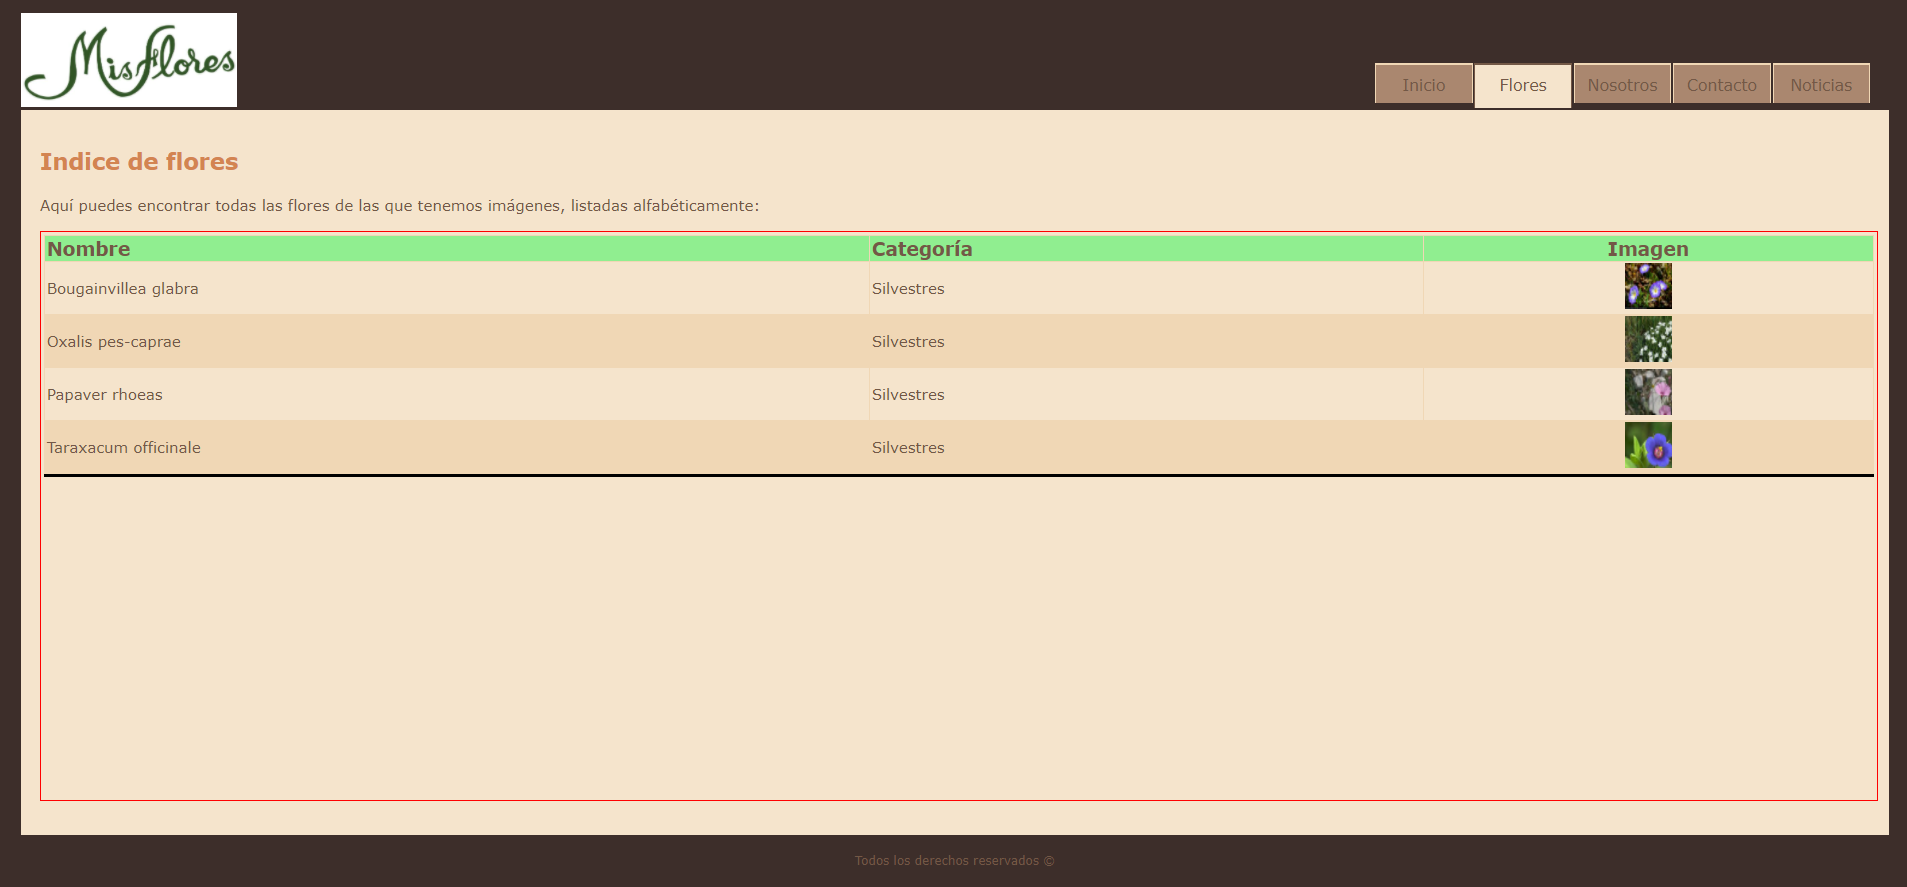 Mis flores
Inicio Flores Nosotros Contacto Noticias
Indice de flores
Aquí puedes encontrar todas las flores de las que tenemos imágenes, listadas alfabéticamente:
Nombre Categoría Imagen
Bougainvillea glabra Silvestres
Oxalis pes-caprae Silvestres
Papaver rhoeas Silvestres
Taraxacum officinale Silvestres
Todos los derechos reservados ©